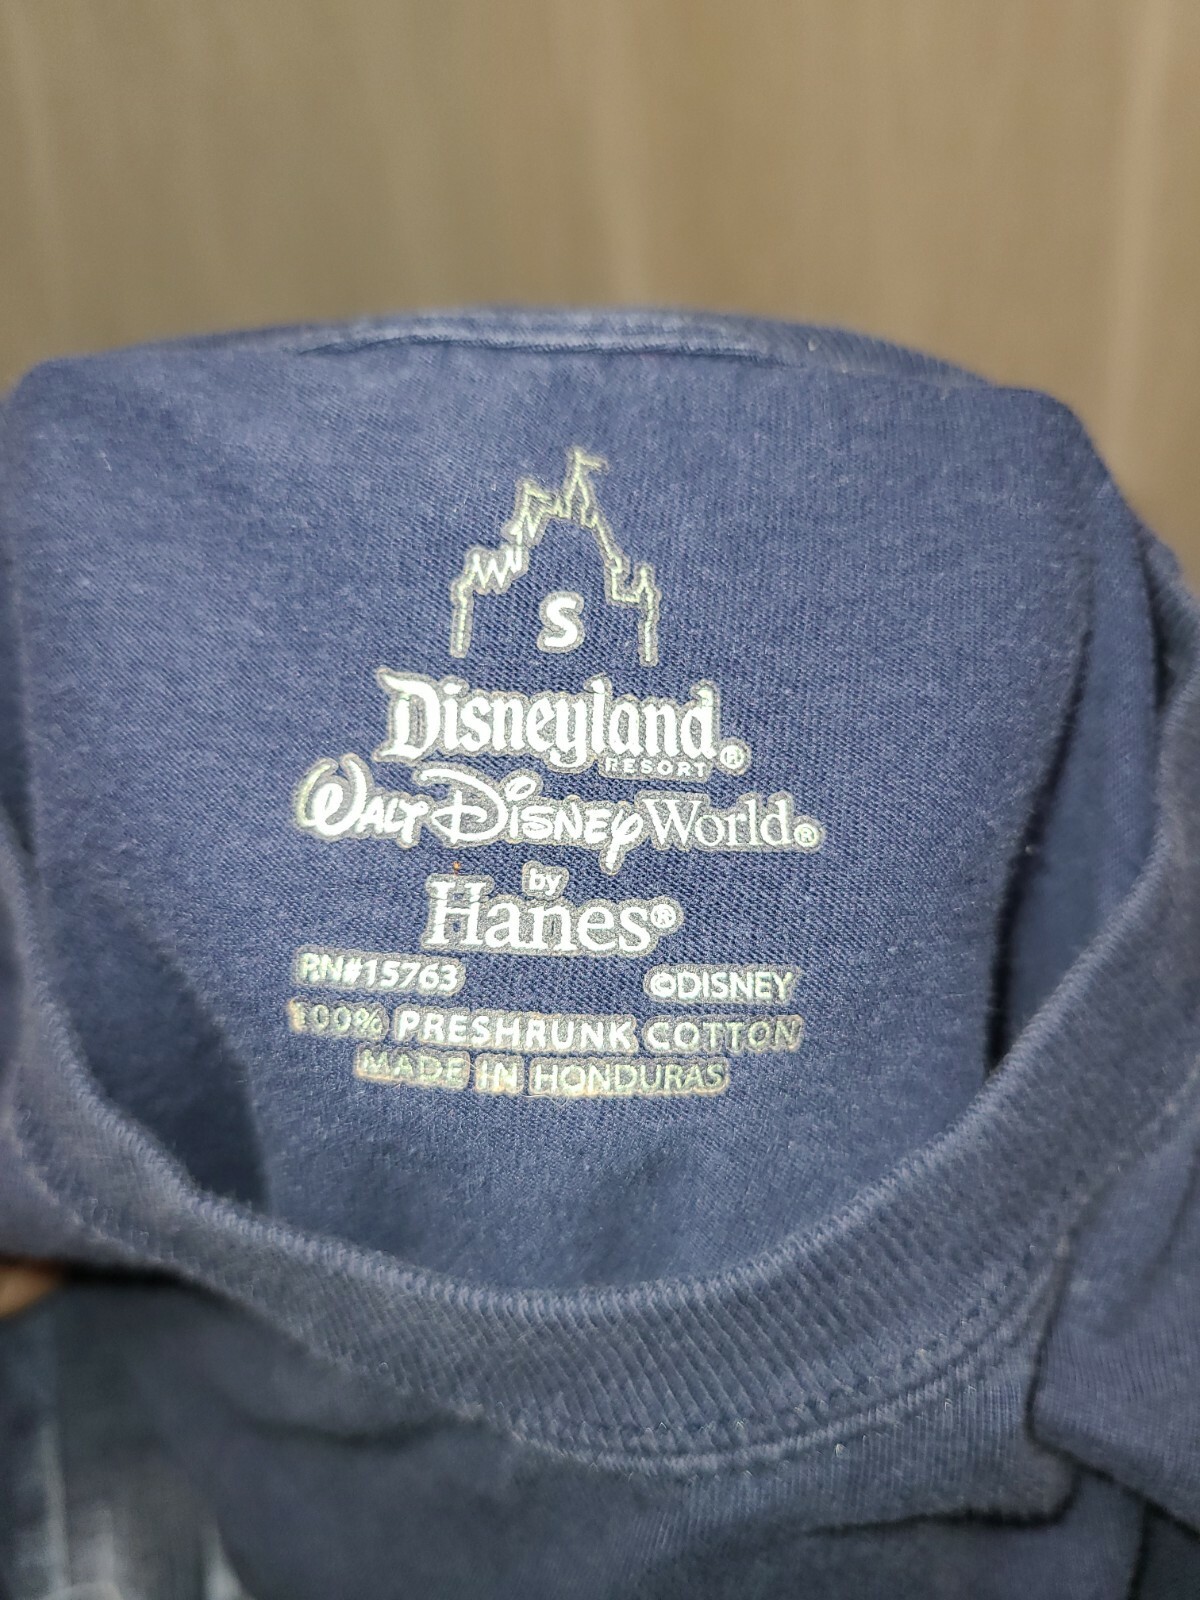 S
Disneyland®
RESORT
WALT DISNEY World®
by
Hanes®
RN#15763 ©DISNEY
100% PRESHRUNK COTTON
MADE IN HONDURAS